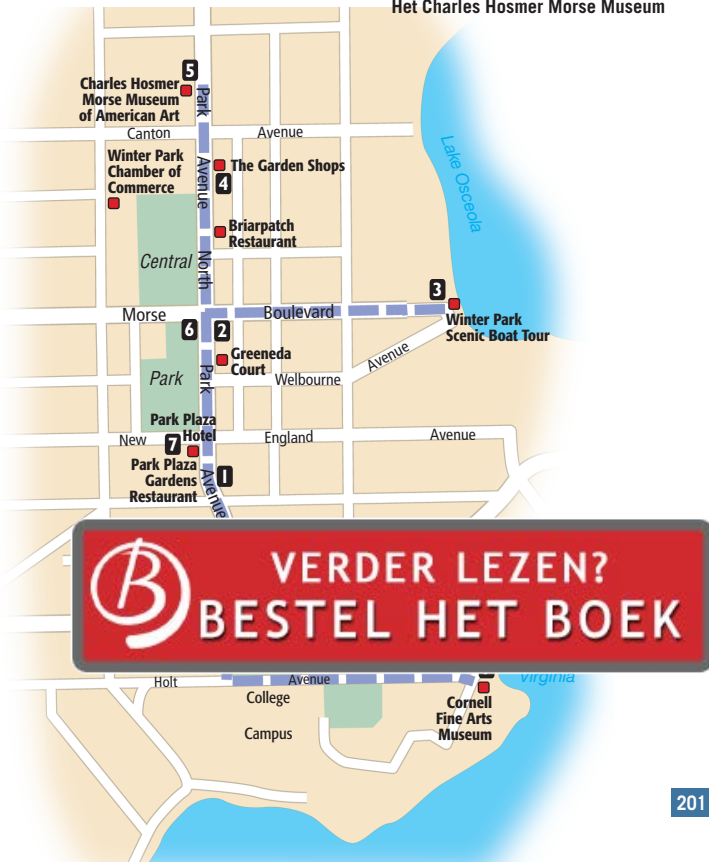 Het Charles Hosmer Morse Museum
5
Charles Hosmer
Morse Museum
of American Art
Park
Canton
Avenue
Winter Park
Chamber of
Commerce
Avenue
The Garden Shops
4
Lake Osceola
Briarpatch
Restaurant
Central
North
3
Morse
Boulevard
Winter Park
Scenic Boat Tour
6
2
Greeneda
Court
Avenue
Park
Park
Welbourne
Park Plaza
Hotel
New
England
Avenue
7
Park Plaza
Gardens
Restaurant
1
Avenue
B
VERDER LEZEN?
BESTEL HET BOEK
Virginia
Holt
Avenue
College
Campus
Cornell
Fine Arts
Museum
201